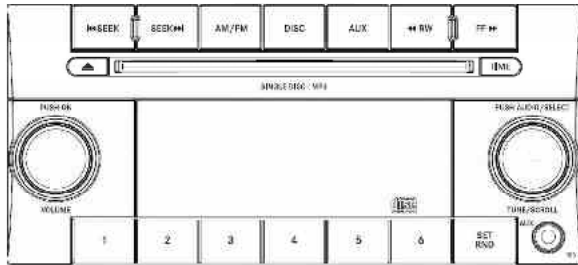 SEEK SEEK AM/FM DISC AUX RW FF
TIME
SINGLE DISC / MP3
PUSH ON PUSH AUDIO/SELECT
VOLUME TUNE/SCROLL
AUX
1 2 3 4 5 6 SET
RND